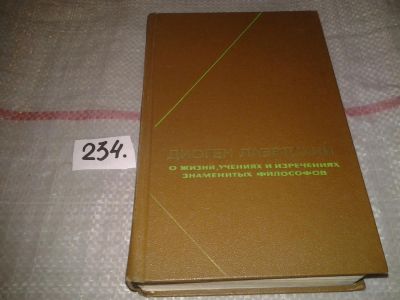 234.
ДИОГЕН ЛАЭРТСКИЙ
О ЖИЗНИ, УЧЕНИЯХ И ИЗРЕЧЕНИЯХ
ЗНАМЕНИТЫХ ФИЛОСОФОВ